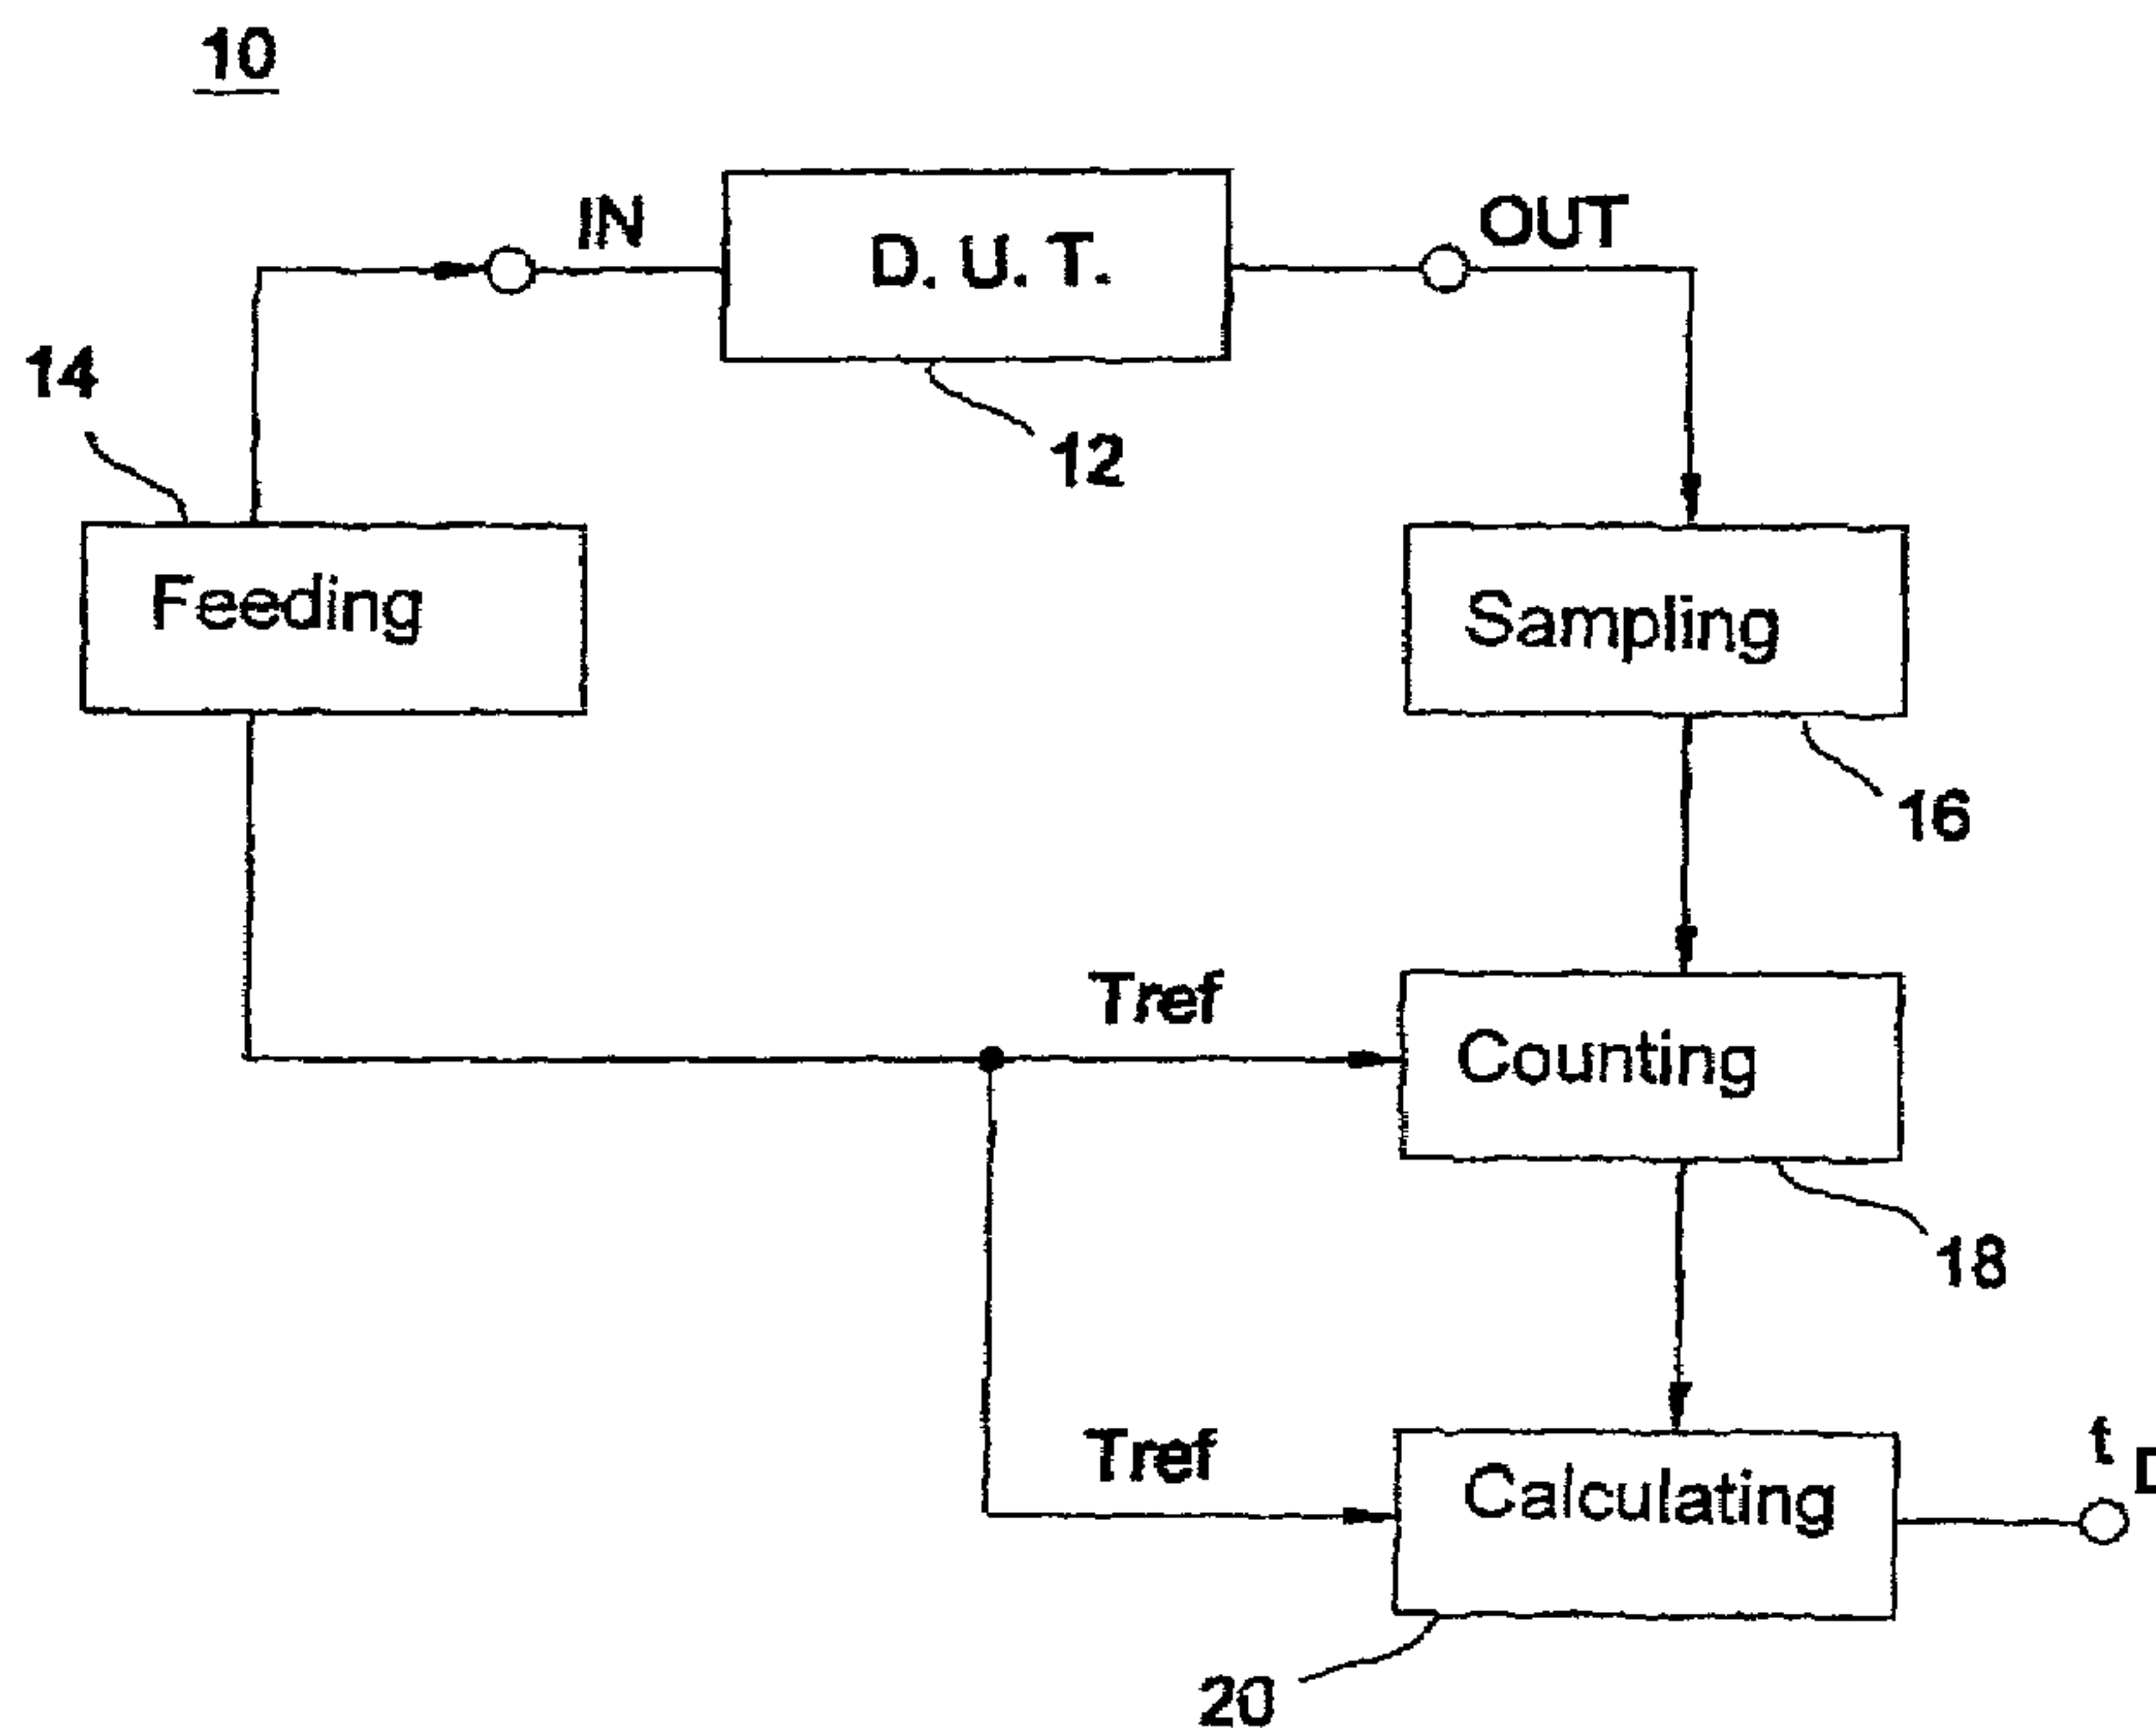 10
IN
D. U. T.
OUT
14
12
Feeding
Sampling
16
Tref
Counting
18
Tref
Calculating
t
20